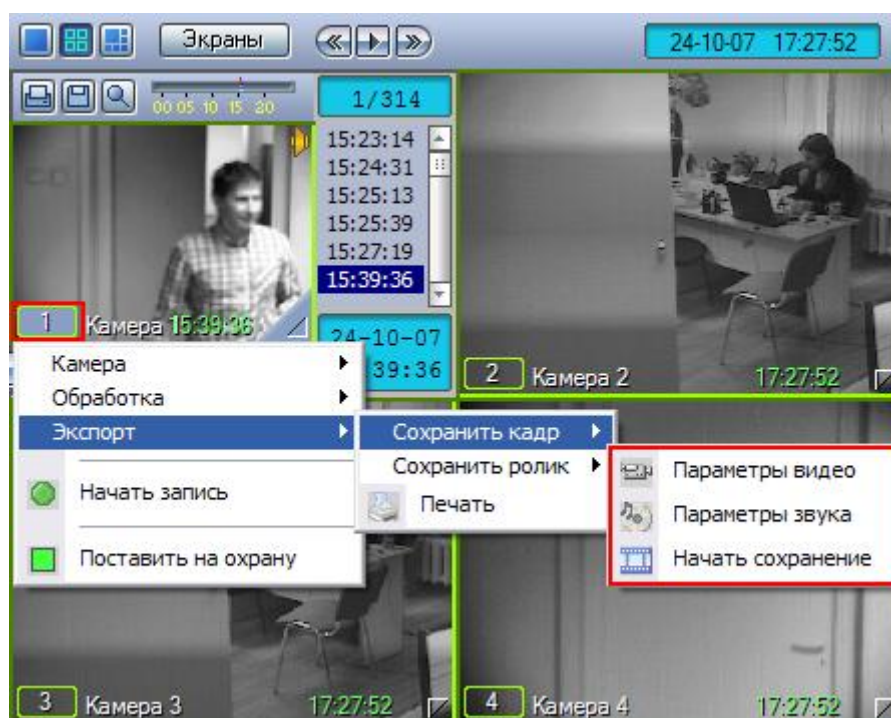 Экраны
24-10-07 17:27:52
00 05 10 15 20
1/314
15:23:14
15:24:31
15:25:13
15:25:39
15:27:19
15:39:36
1 Камера 15:39:36
24-10-07
39:36
2 Камера 2 17:27:52
Камера
Обработка
Экспорт
Начать запись
Поставить на охрану
Сохранить кадр
Сохранить ролик
Печать
Параметры видео
Параметры звука
Начать сохранение
3 Камера 3 17:27:52
4 Камера 4 17:27:52